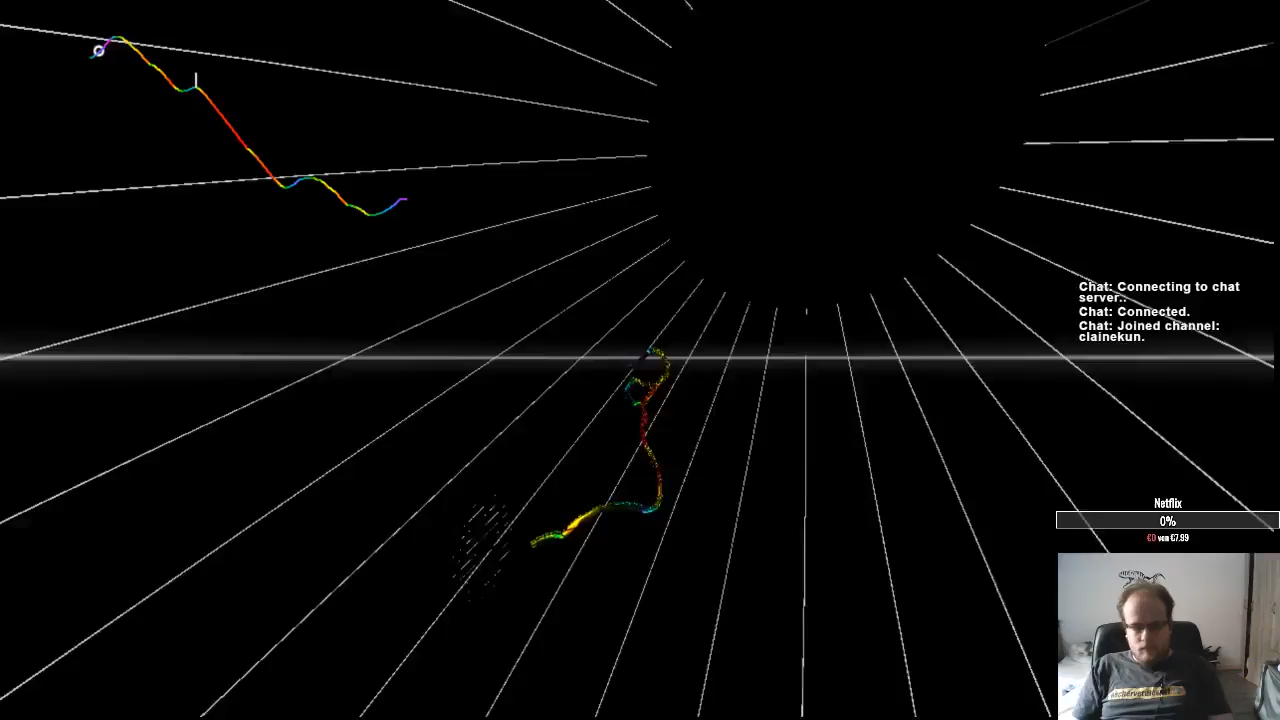 Chat: Connecting to chat
server..
Chat: Connected.
Chat: Joined channel:
clainekun.
Netflix
0%
€0 von €7.99